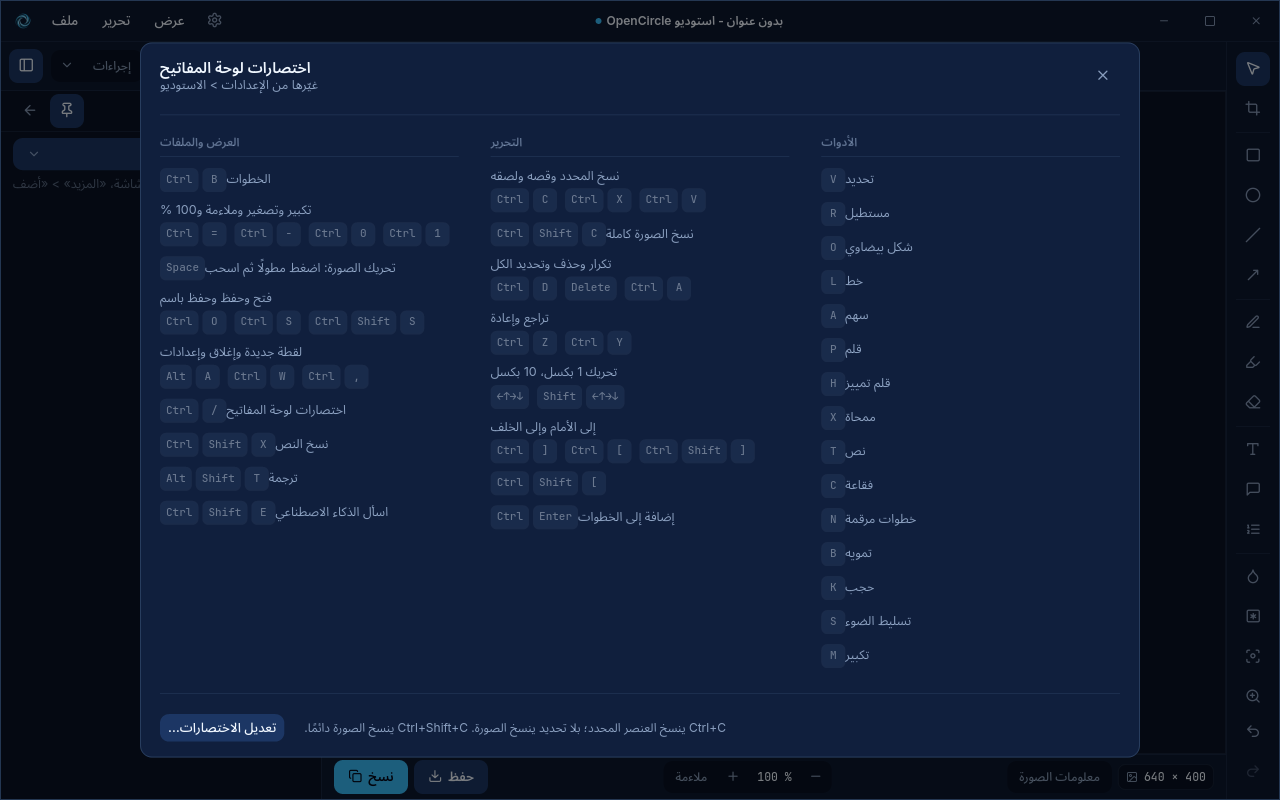 ملف تحرير عرض
بدون عنوان - استوديو OpenCircle
إجراءات
شاشة. «المزيد» > «أضف
اختصارات لوحة المفاتيح
غيّرها من الإعدادات > الاستوديو
الأدوات
تحديد V
مستطيل R
شكل بيضاوي O
خط L
سهم A
قلم P
قلم تمييز H
ممحاة X
نص T
فقاعة C
خطوات مرقمة N
تمويه B
حجب K
تسليط الضوء S
تكبير M
التحرير
نسخ المحدد وقصه ولصقه
Ctrl C Ctrl X Ctrl V
نسخ الصورة كاملة Ctrl Shift C
تكرار وحذف وتحديد الكل
Ctrl D Delete Ctrl A
تراجع وإعادة
Ctrl Z Ctrl Y
تحريك 1 بكسل، 10 بكسل
←↑→↓ Shift ←↑→↓
إلى الأمام وإلى الخلف
Ctrl ] Ctrl [ Ctrl Shift ]
Ctrl Shift [
إضافة إلى الخطوات Ctrl Enter
العرض والملفات
الخطوات Ctrl B
تكبير وتصغير وملاءمة و100 %
Ctrl = Ctrl - Ctrl 0 Ctrl 1
تحريك الصورة: اضغط مطولًا ثم اسحب Space
فتح وحفظ وحفظ باسم
Ctrl O Ctrl S Ctrl Shift S
لقطة جديدة وإغلاق وإعدادات
Alt A Ctrl W Ctrl ,
اختصارات لوحة المفاتيح Ctrl /
نسخ النص Ctrl Shift X
ترجمة Alt Shift T
اسأل الذكاء الاصطناعي Ctrl Shift E
Ctrl+C ينسخ العنصر المحدد؛ بلا تحديد ينسخ الصورة. Ctrl+Shift+C ينسخ الصورة دائمًا.
تعديل الاختصارات...
نسخ
حفظ
ملاءمة
100 %
معلومات الصورة
640 × 400